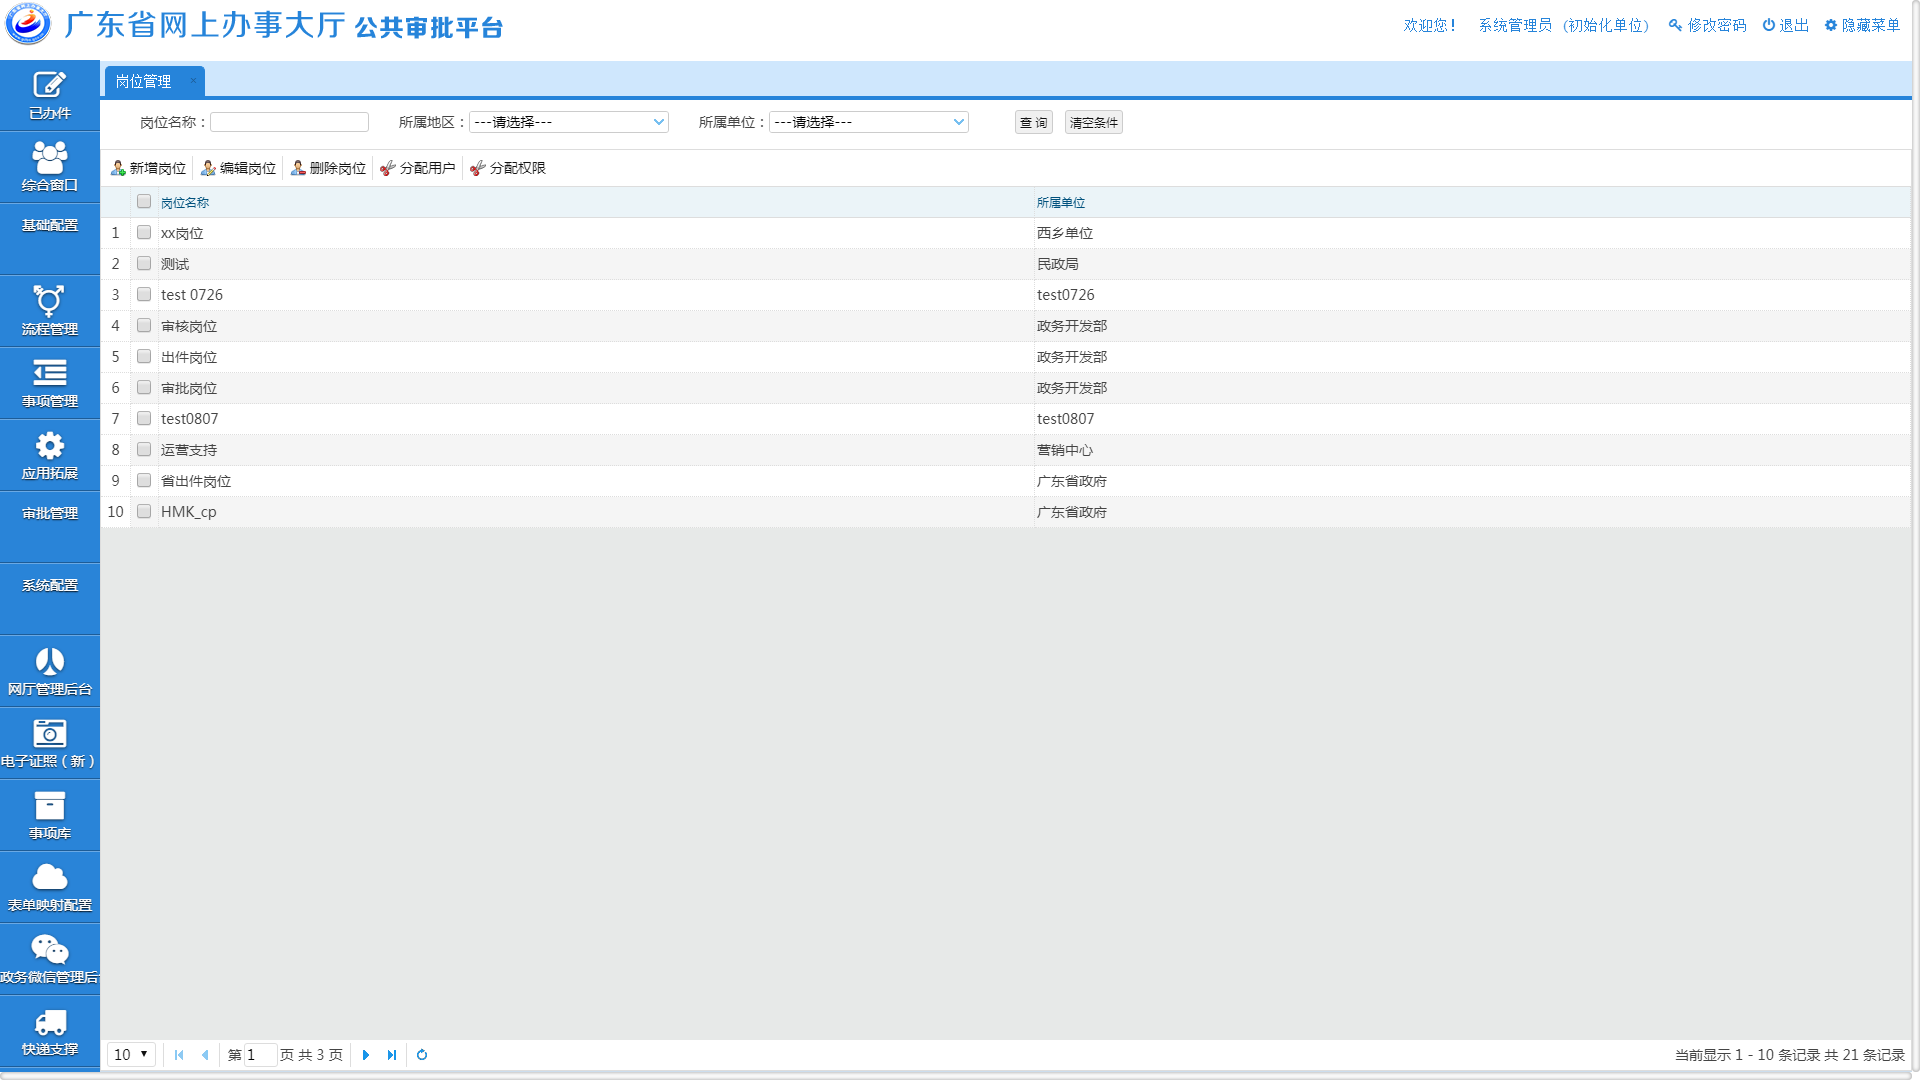 广东省网上办事大厅 公共审批平台
欢迎您! 系统管理员 (初始化单位) 修改密码 退出 隐藏菜单
岗位管理 ×
岗位名称： 所属地区： ---请选择--- 所属单位： ---请选择--- 查 询 清空条件
新增岗位 编辑岗位 删除岗位 分配用户 分配权限
岗位名称 所属单位
1 xx岗位 西乡单位
2 测试 民政局
3 test 0726 test0726
4 审核岗位 政务开发部
5 出件岗位 政务开发部
6 审批岗位 政务开发部
7 test0807 test0807
8 运营支持 营销中心
9 省出件岗位 广东省政府
10 HMK_cp 广东省政府
已办件
综合窗口
基础配置
流程管理
事项管理
应用拓展
审批管理
系统配置
网厅管理后台
电子证照（新）
事项库
表单映射配置
政务微信管理后
快递支撑
10 第 1 页 共 3 页
当前显示 1 - 10 条记录 共 21 条记录